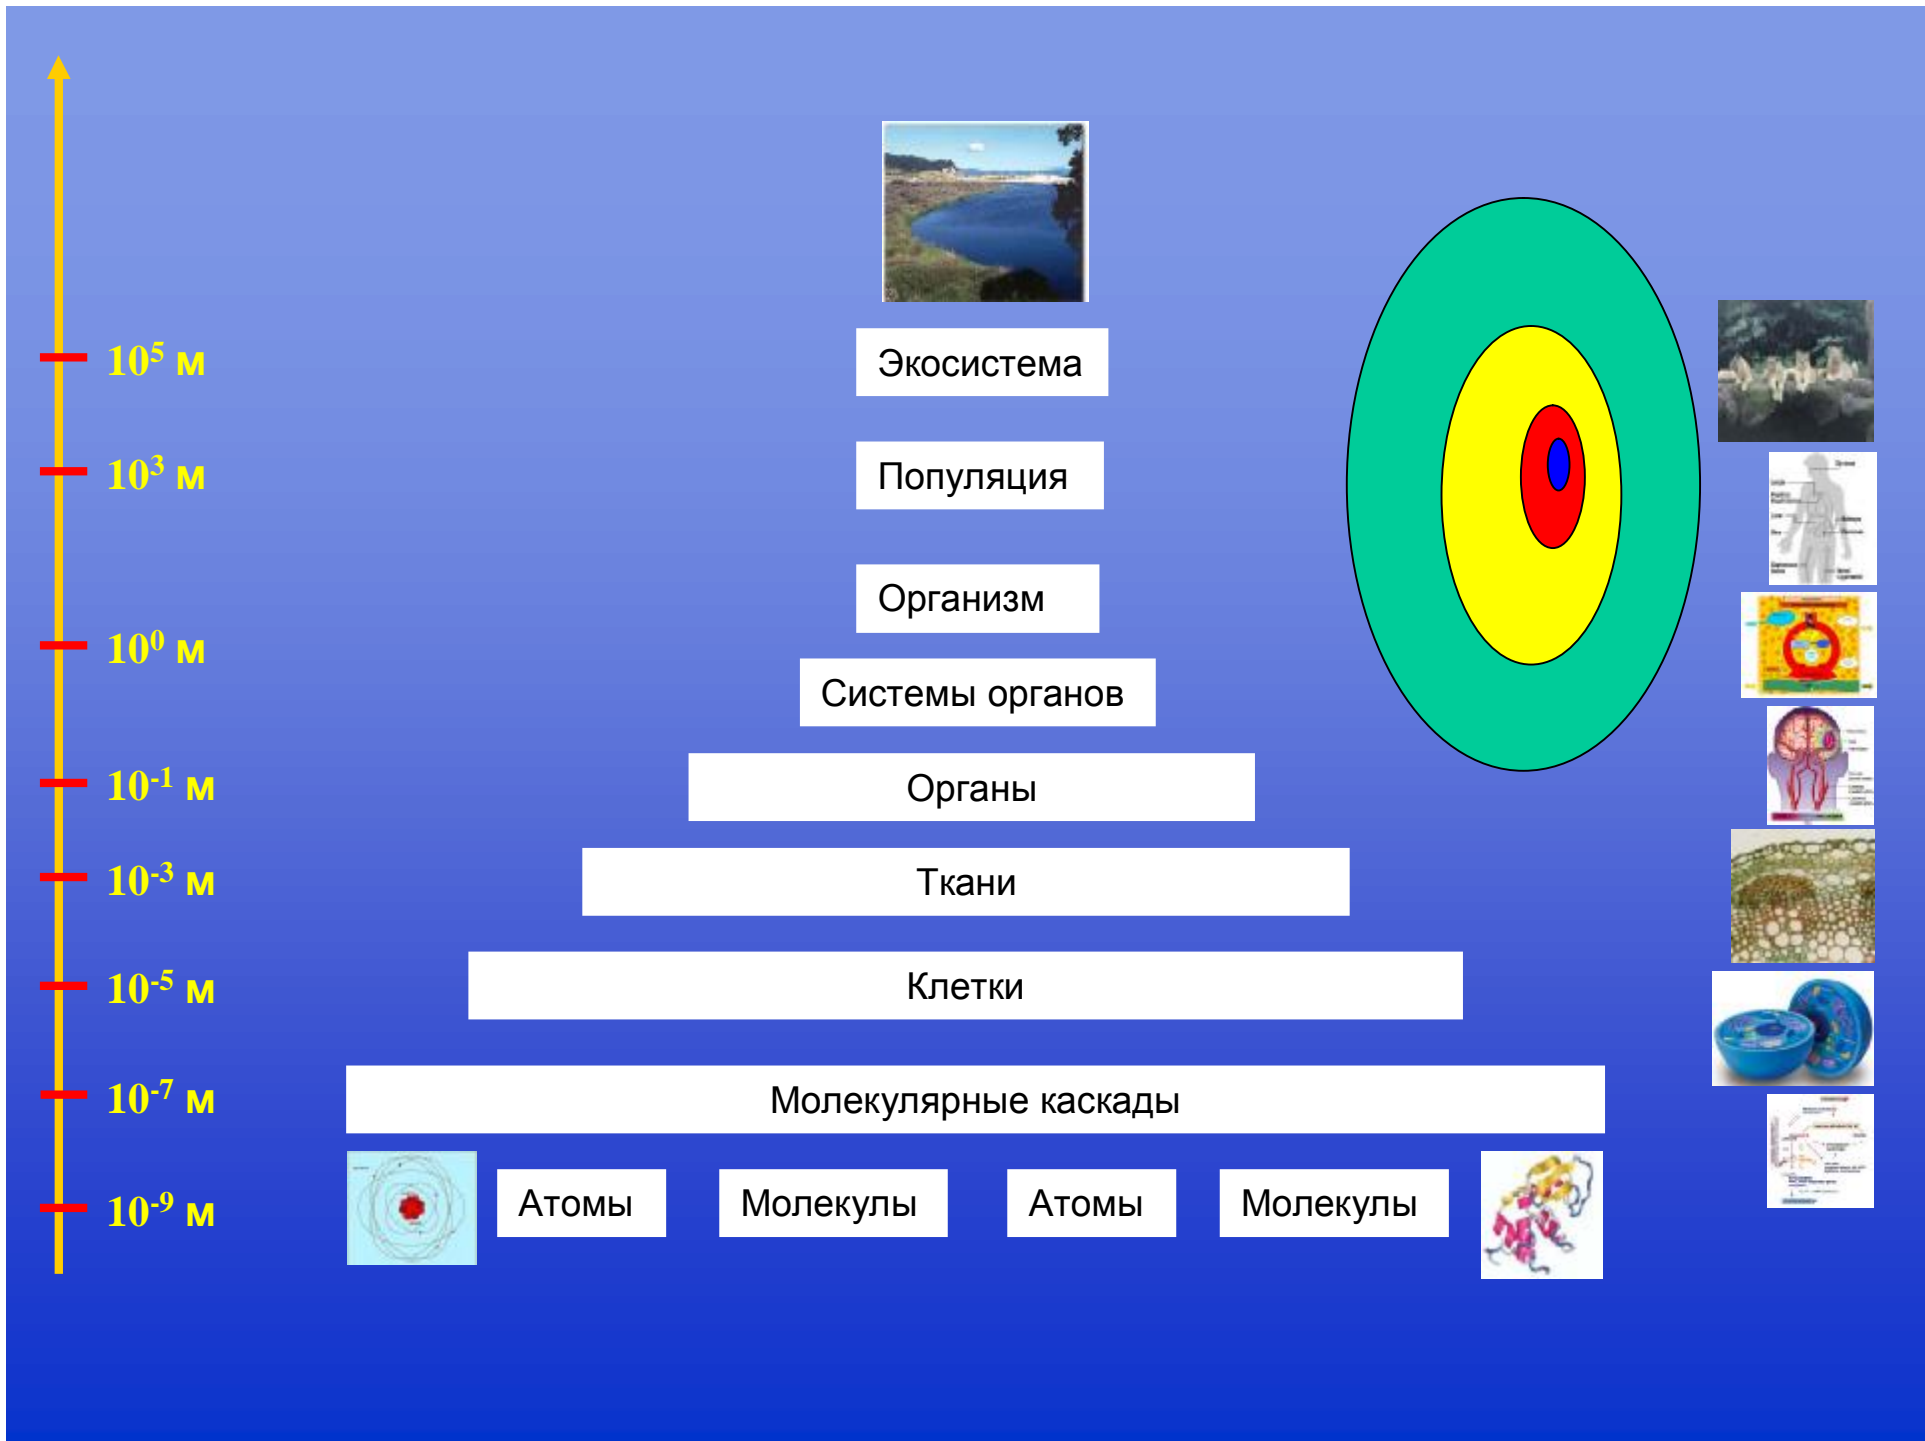 10⁵ м
Экосистема
10³ м
Популяция
Организм
10⁰ м
Системы органов
10⁻¹ м
Органы
10⁻³ м
Ткани
10⁻⁵ м
Клетки
10⁻⁷ м
Молекулярные каскады
10⁻⁹ м
Атомы
Молекулы
Атомы
Молекулы